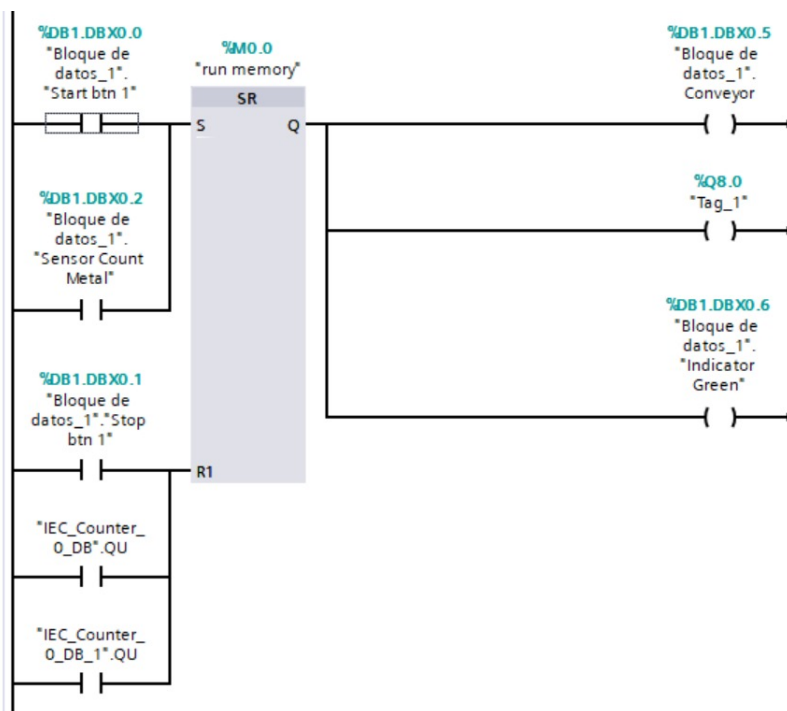 %DB1.DBX0.0
"Bloque de
datos_1".
"Start btn 1"
%M0.0
"run memory"
SR
S
Q
%DB1.DBX0.5
"Bloque de
datos_1".
Conveyor
%Q8.0
"Tag_1"
%DB1.DBX0.2
"Bloque de
datos_1".
"Sensor Count
Metal"
%DB1.DBX0.6
"Bloque de
datos_1".
"Indicator
Green"
%DB1.DBX0.1
"Bloque de
datos_1"."Stop
btn 1"
R1
"IEC_Counter_
0_DB".QU
"IEC_Counter_
0_DB_1".QU